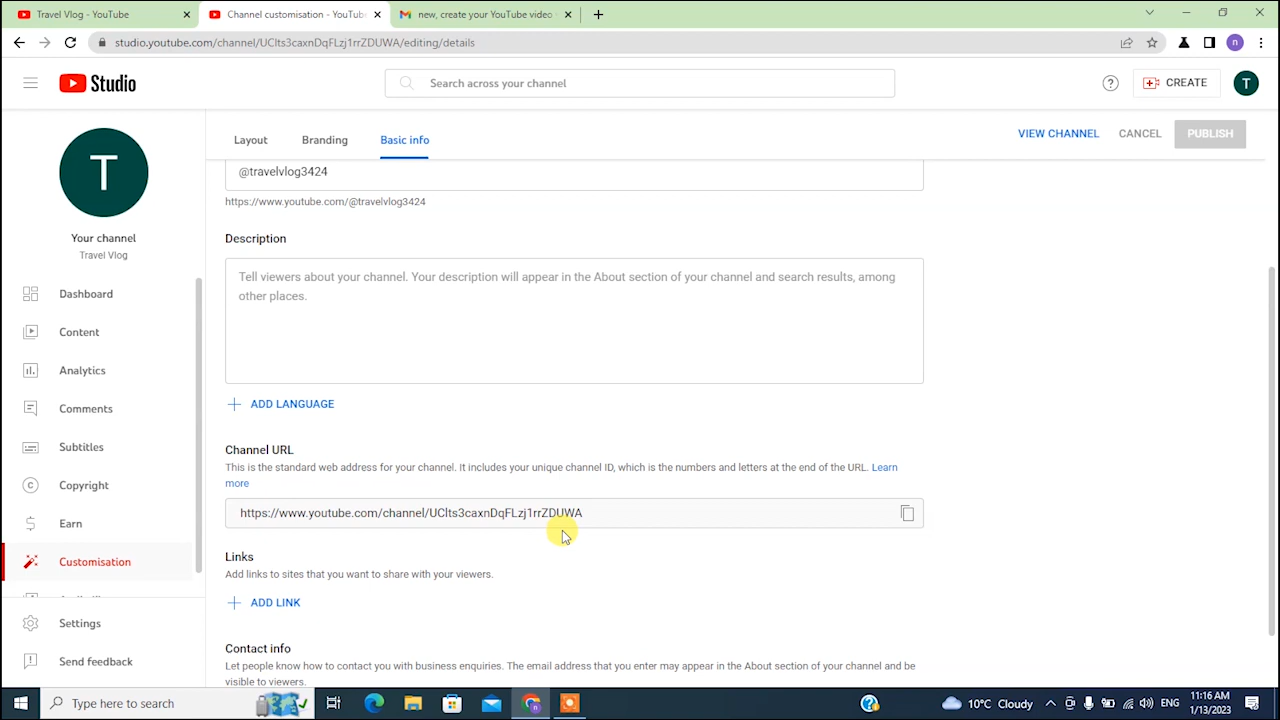 Travel Vlog - YouTube
Channel customisation - YouTube
new, create your YouTube video
studio.youtube.com/channel/UClts3caxnDqFLzj1rrZDUWA/editing/details
n
Studio
Search across your channel
CREATE
T
Layout
Branding
Basic info
VIEW CHANNEL
CANCEL
PUBLISH
T
Your channel
Travel Vlog
Dashboard
Content
Analytics
Comments
Subtitles
Copyright
Earn
Customisation
Settings
Send feedback
@travelvlog3424
https://www.youtube.com/@travelvlog3424
Description
Tell viewers about your channel. Your description will appear in the About section of your channel and search results, among
other places.
ADD LANGUAGE
Channel URL
This is the standard web address for your channel. It includes your unique channel ID, which is the numbers and letters at the end of the URL. Learn
more
https://www.youtube.com/channel/UClts3caxnDqFLzj1rrZDUWA
Links
Add links to sites that you want to share with your viewers.
ADD LINK
Contact info
Let people know how to contact you with business enquiries. The email address that you enter may appear in the About section of your channel and be
visible to viewers.
Type here to search
10°C Cloudy
ENG
11:16 AM
1/13/2023